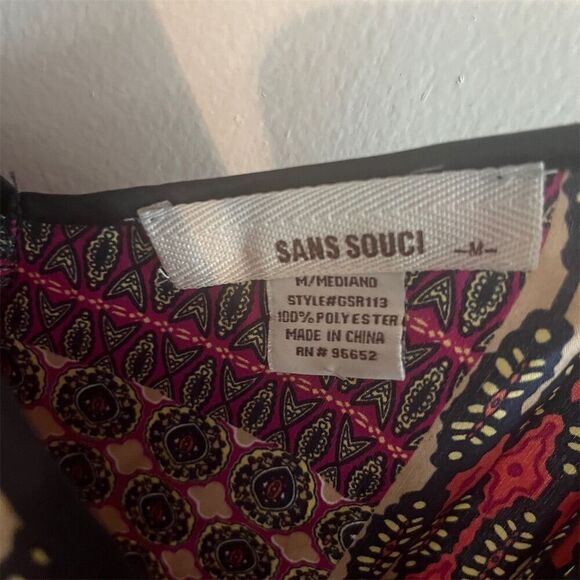 SANS SOUCI -M-
M/MEDIANO
STYLE#GSR113
100% POLYESTER
MADE IN CHINA
RN# 96652